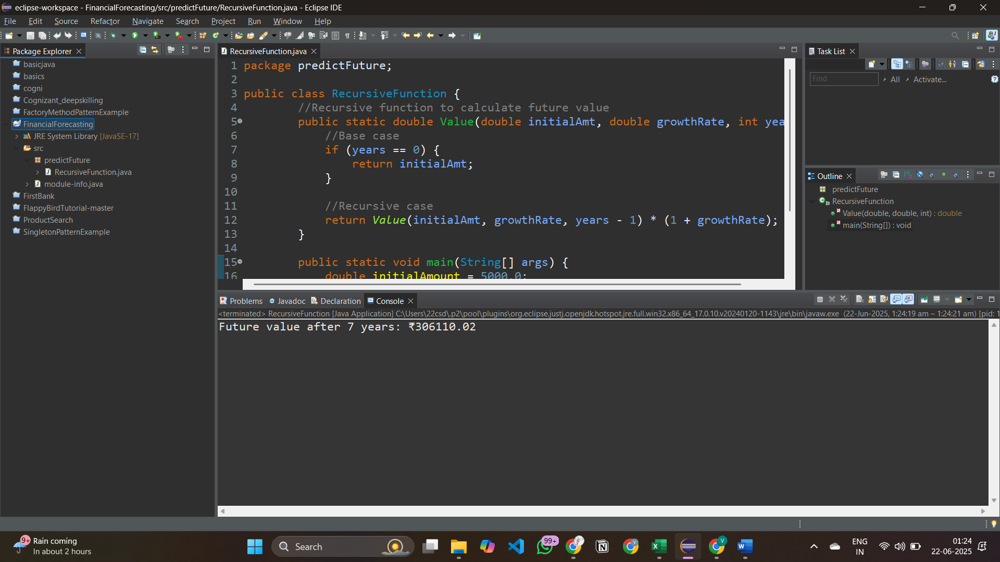 eclipse-workspace - FinancialForecasting/src/predictFuture/RecursiveFunction.java - Eclipse IDE
File Edit Source Refactor Navigate Search Project Run Window Help
Package Explorer
basicjava
basics
cogni
Cognizant_deepskilling
FactoryMethodPatternExample
FinancialForecasting
JRE System Library [JavaSE-17]
src
predictFuture
RecursiveFunction.java
module-info.java
FirstBank
FlappyBirdTutorial-master
ProductSearch
SingletonPatternExample
RecursiveFunction.java
1 package predictFuture;
2
3 public class RecursiveFunction {
4 //Recursive function to calculate future value
5 public static double Value(double initialAmt, double growthRate, int yea
6 //Base case
7 if (years == 0) {
8 return initialAmt;
9 }
10
11 //Recursive case
12 return Value(initialAmt, growthRate, years - 1) * (1 + growthRate);
13 }
14
15 public static void main(String[] args) {
16 double initialAmount = 5000.0;
Task List
Find All Activate...
Outline
predictFuture
RecursiveFunction
Value(double, double, int) : double
main(String[]) : void
Problems Javadoc Declaration Console
<terminated> RecursiveFunction [Java Application] C:\Users\22csd\.p2\pool\plugins\org.eclipse.justj.openjdk.hotspot.jre.full.win32.x86_64_17.0.10.v20240120-1143\jre\bin\javaw.exe (22-Jun-2025, 1:24:19 am – 1:24:21 am) [pid: 1
Future value after 7 years: ₹306110.02
9+
Rain coming
In about 2 hours
Search
99+
ENG
IN
01:24
22-06-2025